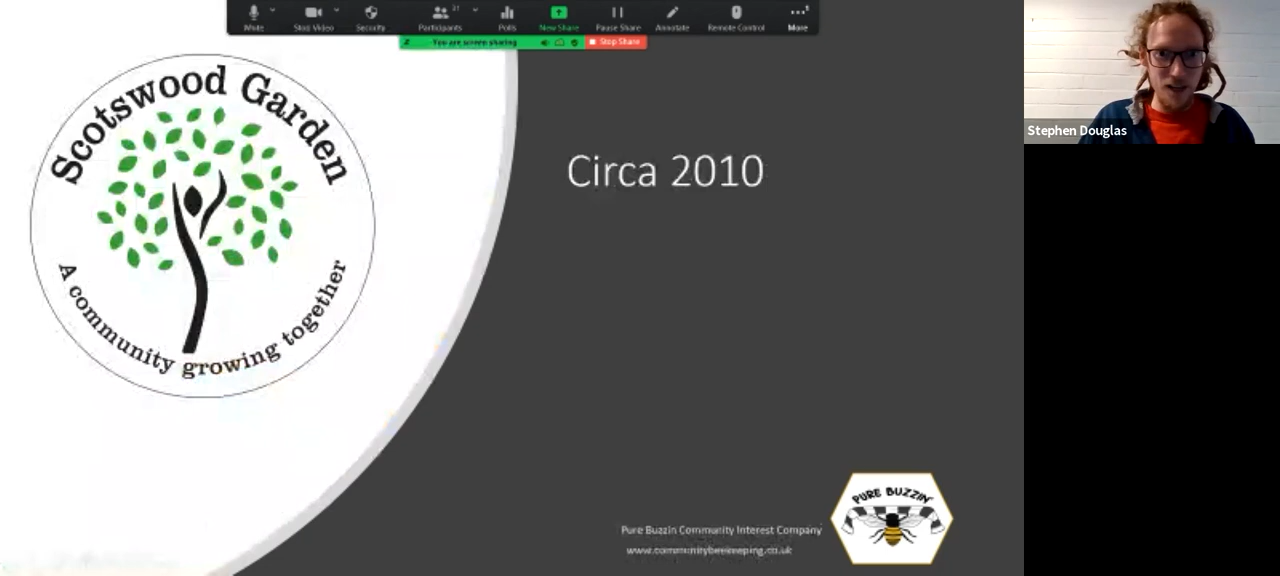 Mute
Stop Video
Security
Participants
31
Polls
New Share
Pause Share
Annotate
Remote Control
More
You are screen sharing
Stop Share
Stephen Douglas
Scotswood Garden
A community growing together
Circa 2010
PURE BUZZIN'
Pure Buzzin Community Interest Company
www.communitybeekeeping.co.uk